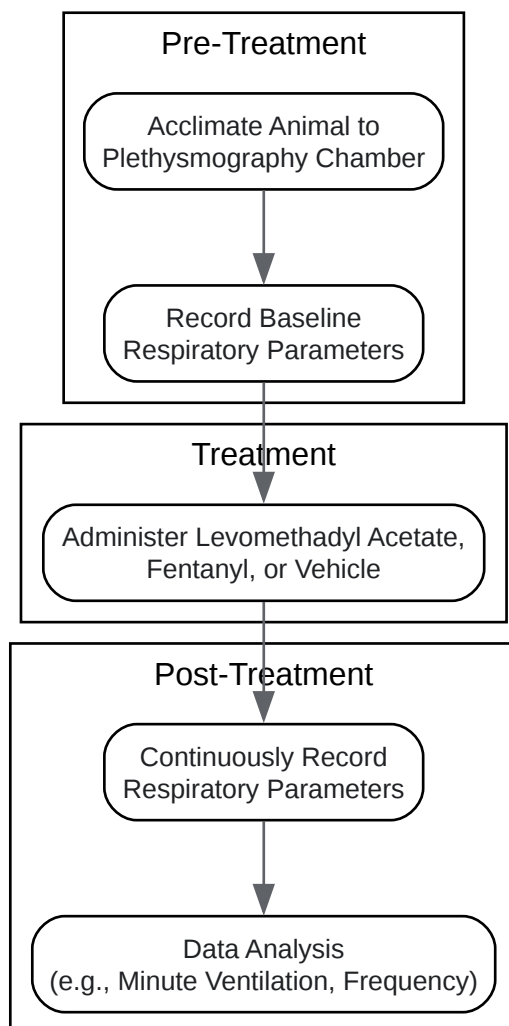 Pre-Treatment
Acclimate Animal to
Plethysmography Chamber
Record Baseline
Respiratory Parameters
Treatment
Administer Levomethadyl Acetate,
Fentanyl, or Vehicle
Post-Treatment
Continuously Record
Respiratory Parameters
Data Analysis
(e.g., Minute Ventilation, Frequency)